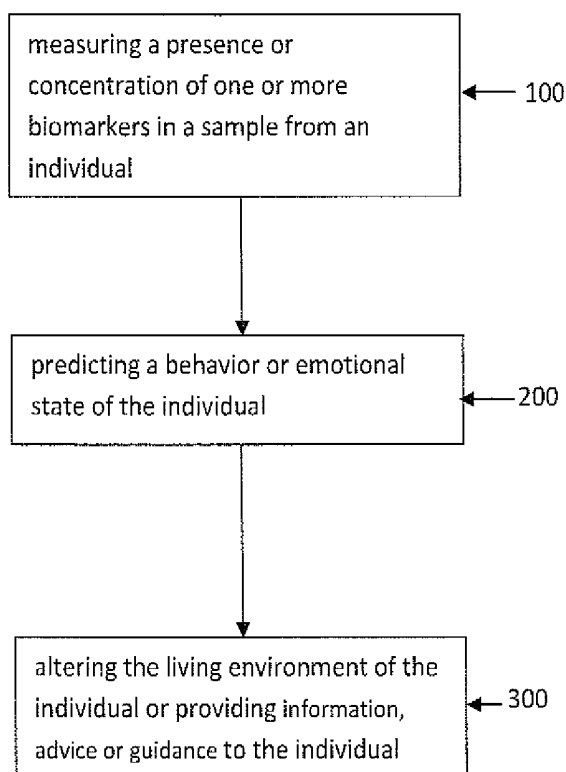 measuring a presence or
concentration of one or more
biomarkers in a sample from an
individual
100
predicting a behavior or emotional
state of the individual
200
altering the living environment of the
individual or providing information,
advice or guidance to the individual
300